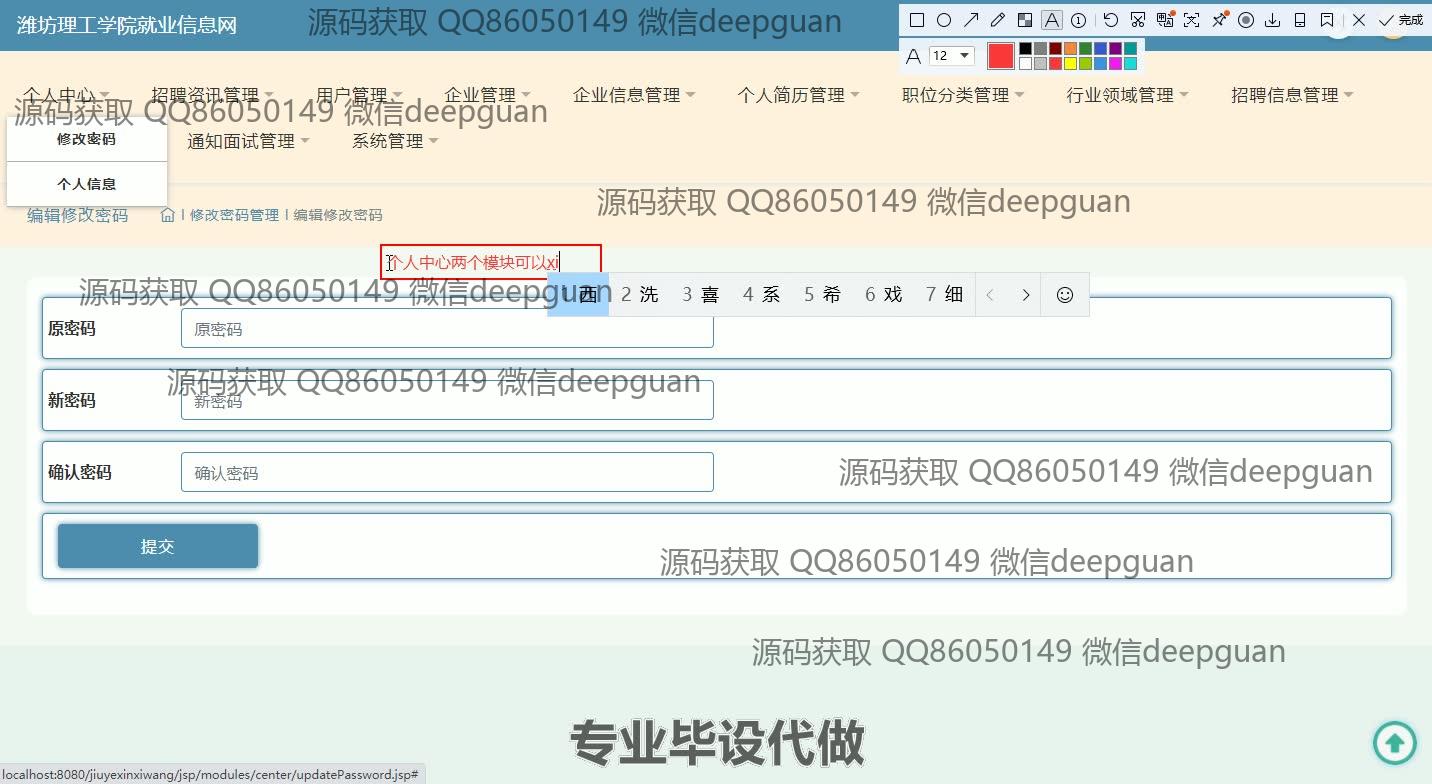 潍坊理工学院就业信息网
源码获取 QQ86050149 微信deepguan
完成
A 12
个人中心 招聘资讯管理 用户管理 企业管理 企业信息管理 个人简历管理 职位分类管理 行业领域管理 招聘信息管理
源码获取 QQ86050149 微信deepguan
修改密码 通知面试管理 系统管理
个人信息
源码获取 QQ86050149 微信deepguan
编辑修改密码 | 修改密码管理 | 编辑修改密码
个人中心两个模块可以xi
源码获取 QQ86050149 微信deepguan
1 西 2 洗 3 喜 4 系 5 希 6 戏 7 细
原密码 原密码
源码获取 QQ86050149 微信deepguan
新密码 新密码
确认密码 确认密码
源码获取 QQ86050149 微信deepguan
提交
源码获取 QQ86050149 微信deepguan
源码获取 QQ86050149 微信deepguan
专业毕设代做
localhost:8080/jiuyexinxiwang/jsp/modules/center/updatePassword.jsp#